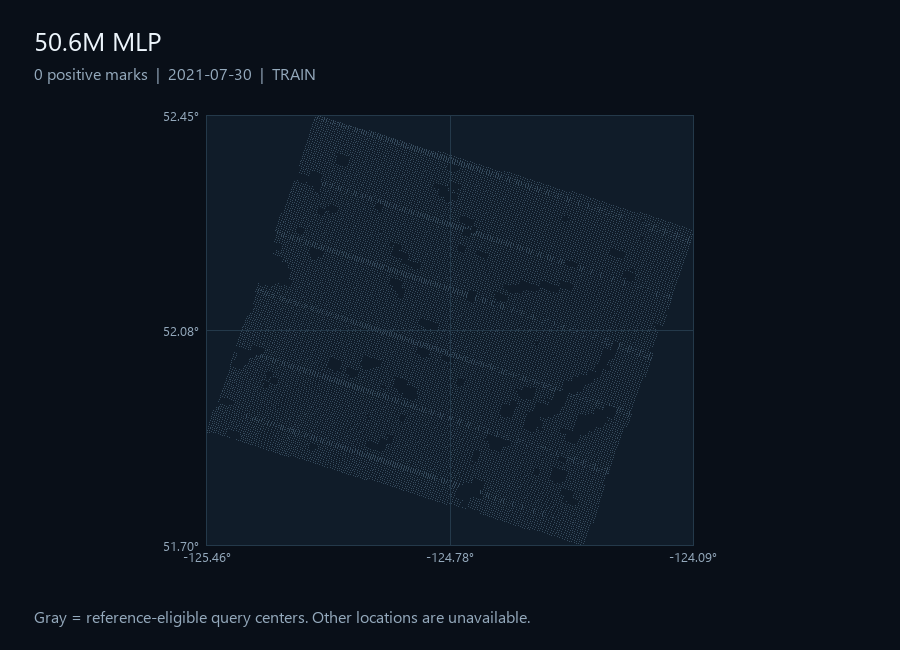 50.6M MLP
0 positive marks | 2021-07-30 | TRAIN
52.45°
52.08°
51.70°
-125.46° -124.78° -124.09°
Gray = reference-eligible query centers. Other locations are unavailable.